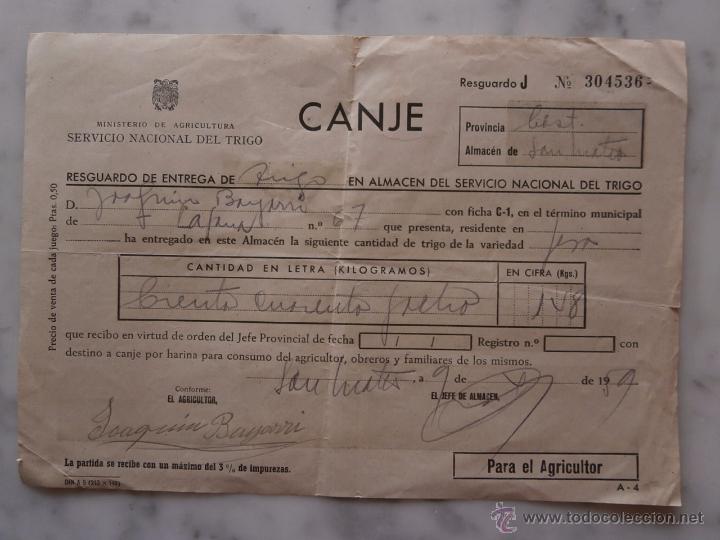 Resguardo J Nº 304536
MINISTERIO DE AGRICULTURA
SERVICIO NACIONAL DEL TRIGO
CANJE
Provincia Cast.
Almacén de San Mateo
RESGUARDO DE ENTREGA DE Trigo EN ALMACEN DEL SERVICIO NACIONAL DEL TRIGO
D. Joaquin Bayarri con ficha C-1, en el término municipal
de n.º 67 que presenta, residente en
ha entregado en este Almacén la siguiente cantidad de trigo de la variedad
CANTIDAD EN LETRA (KILOGRAMOS) EN CIFRA (Kgs.)
Ciento cuarenta 148
que recibo en virtud de orden del Jefe Provincial de fecha / / Registro n.º con
destino a canje por harina para consumo del agricultor, obreros y familiares de los mismos.
San Mateo, a 9 de de 19
Conforme:
EL AGRICULTOR, EL JEFE DE ALMACEN,
Joaquín Bayarri
La partida se recibe con un máximo del 3 % de impurezas.
Para el Agricultor
A-4
Precio de venta de cada juego: Ptas. 0,50
www.todocoleccion.net